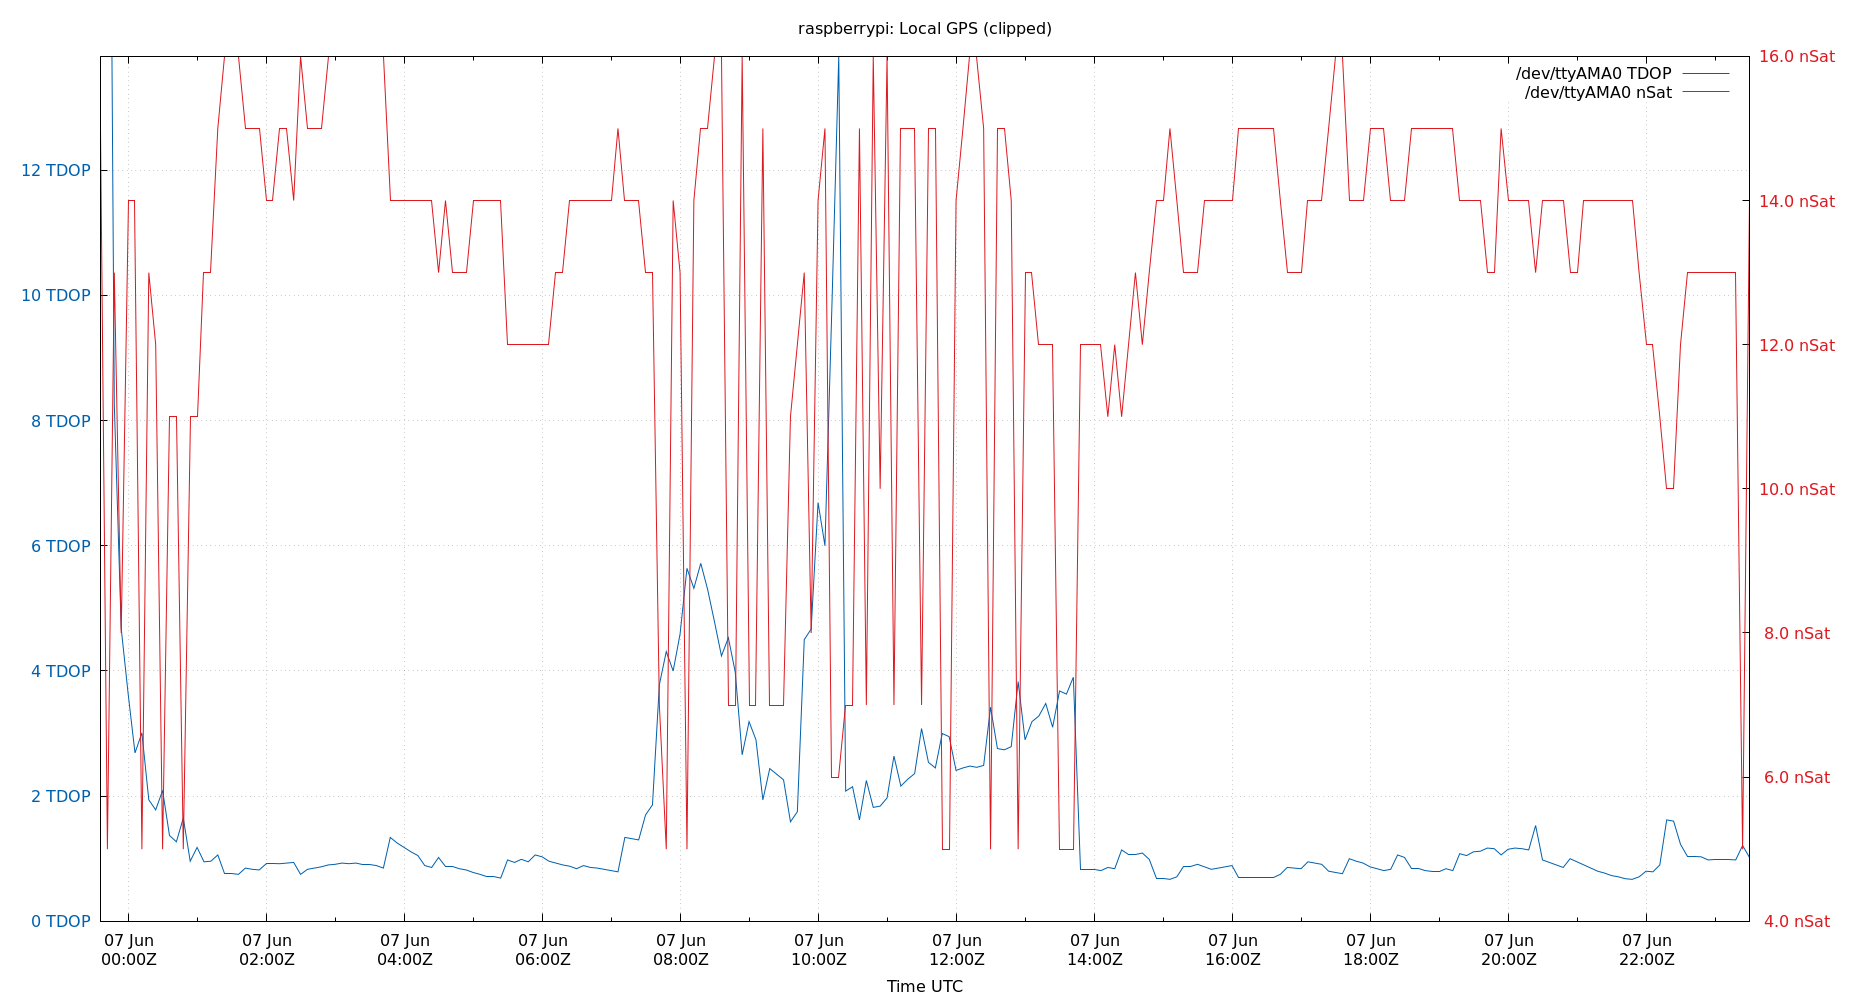 raspberrypi: Local GPS (clipped)
16.0 nSat
/dev/ttyAMA0 TDOP
/dev/ttyAMA0 nSat
12 TDOP
14.0 nSat
10 TDOP
12.0 nSat
8 TDOP
10.0 nSat
6 TDOP
8.0 nSat
4 TDOP
6.0 nSat
2 TDOP
0 TDOP
4.0 nSat
07 Jun 07 Jun 07 Jun 07 Jun 07 Jun 07 Jun 07 Jun 07 Jun 07 Jun 07 Jun 07 Jun 07 Jun
00:00Z 02:00Z 04:00Z 06:00Z 08:00Z 10:00Z 12:00Z 14:00Z 16:00Z 18:00Z 20:00Z 22:00Z
Time UTC